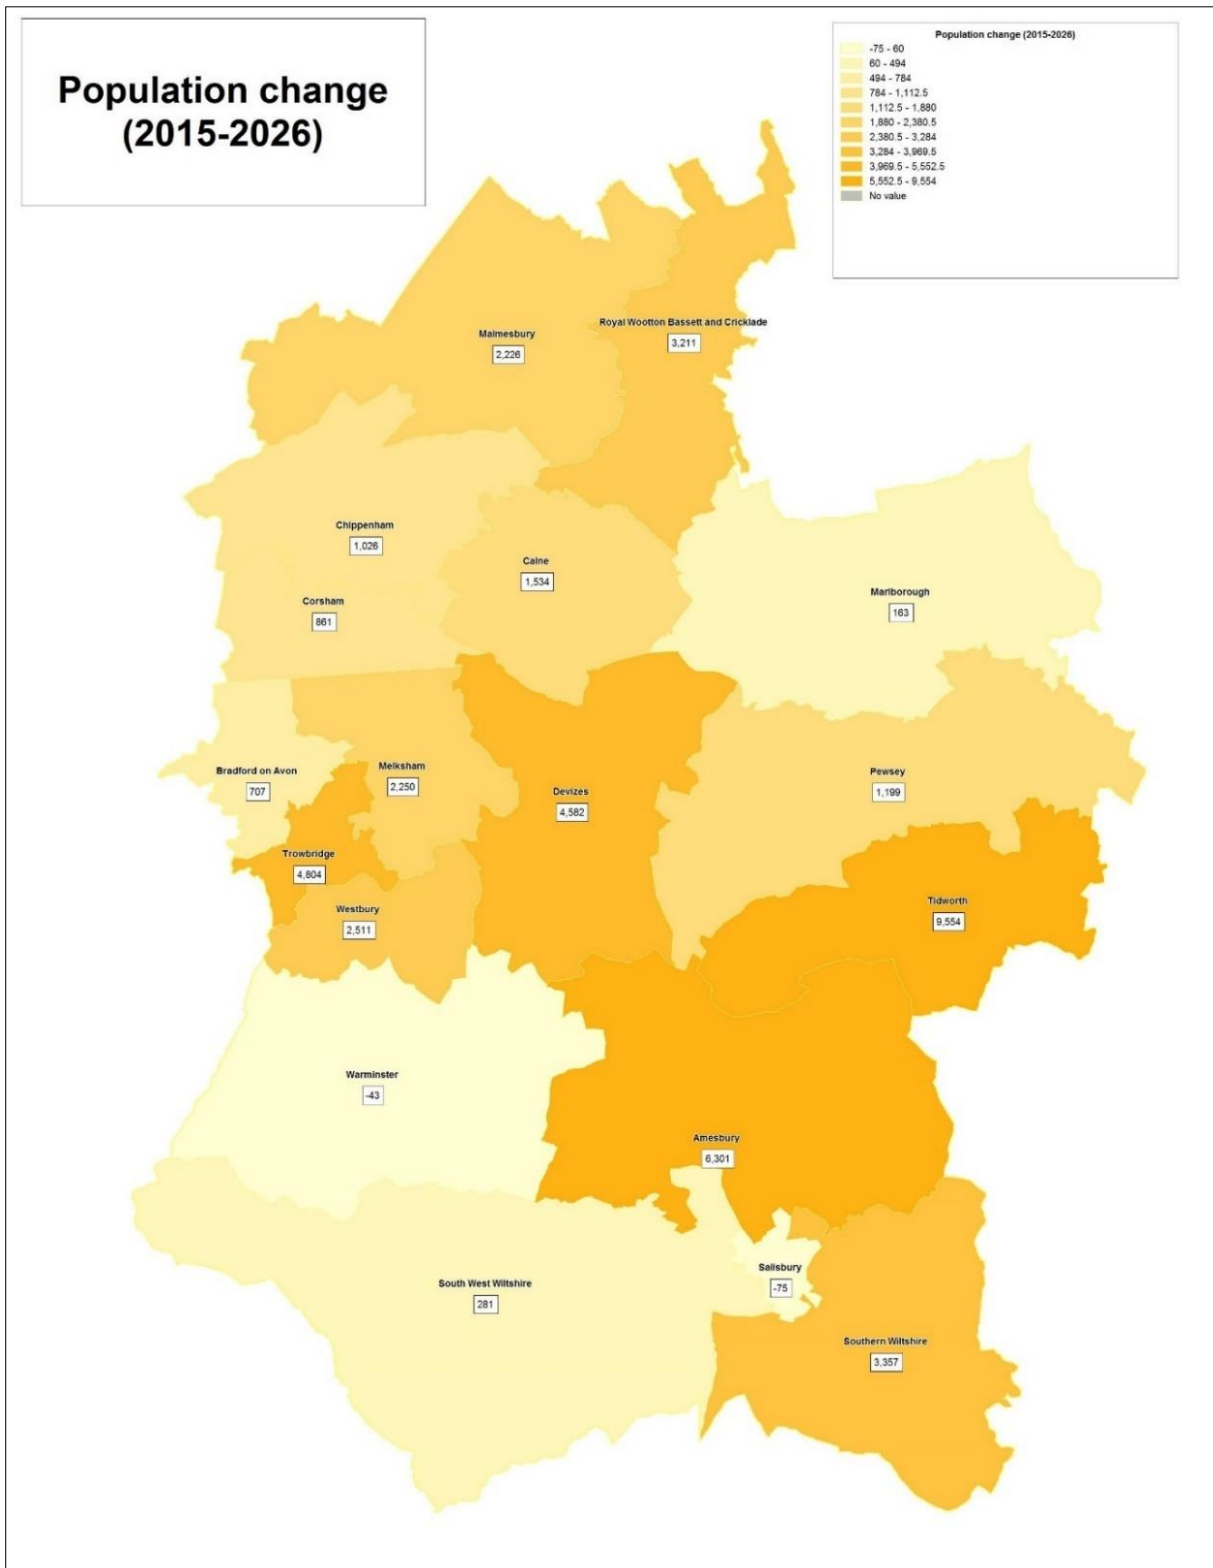 Population change
(2015-2026)
Population change (2015-2026)
-75 - 60
60 - 494
494 - 784
784 - 1,112.5
1,112.5 - 1,880
1,880 - 2,380.5
2,380.5 - 3,284
3,284 - 3,969.5
3,969.5 - 5,552.5
5,552.5 - 9,554
No value
Royal Wootton Bassett and Cricklade
3,211
Malmesbury
2,226
Chippenham
1,026
Calne
1,534
Marlborough
163
Corsham
861
Bradford on Avon
707
Melksham
2,250
Devizes
4,582
Pewsey
1,199
Trowbridge
4,804
Tidworth
9,554
Westbury
2,511
Warminster
-43
Amesbury
6,301
Salisbury
-75
South West Wiltshire
281
Southern Wiltshire
3,357